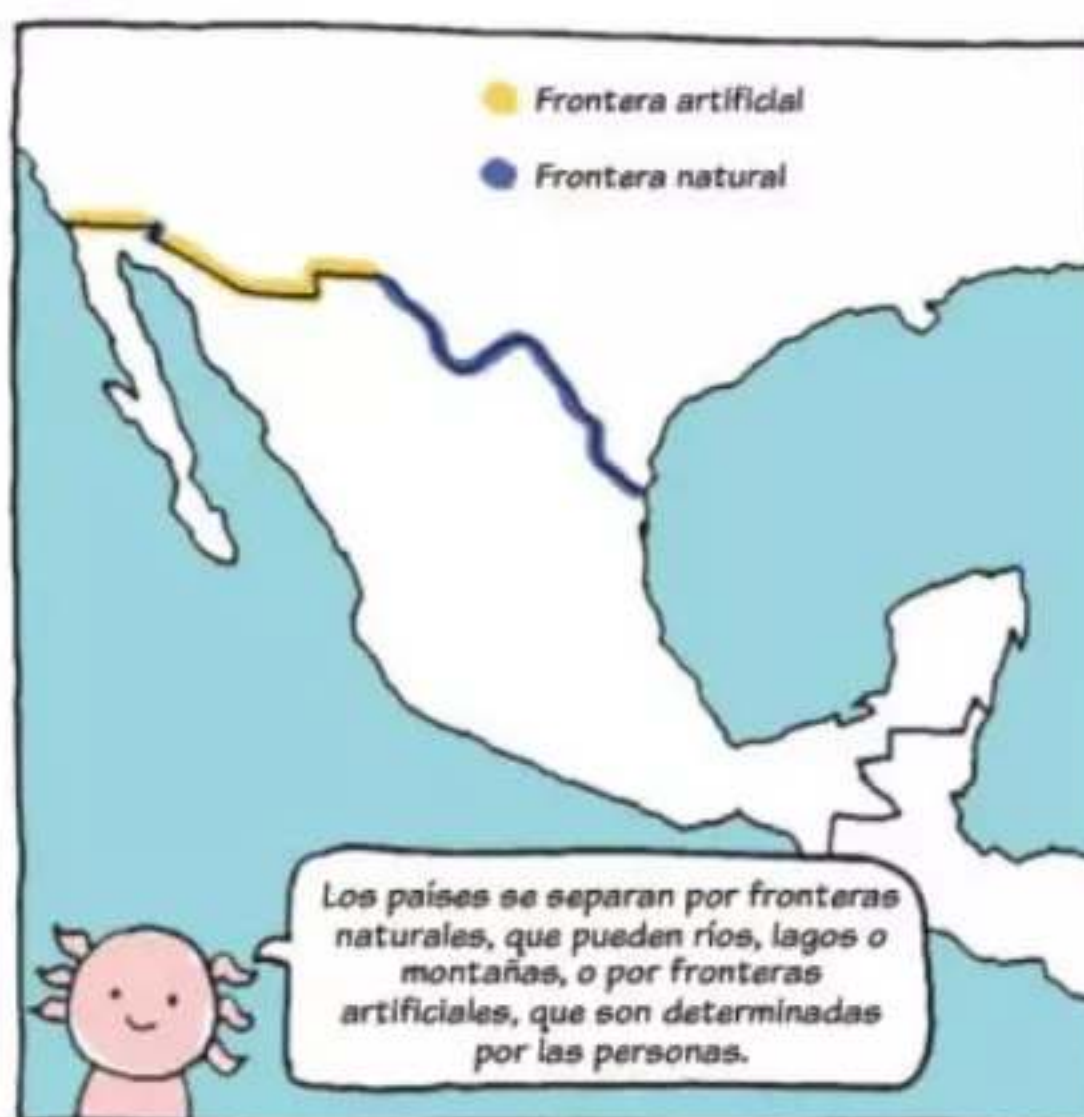 Frontera artificial
Frontera natural
Los países se separan por fronteras
naturales, que pueden ríos, lagos o
montañas, o por fronteras
artificiales, que son determinadas
por las personas.